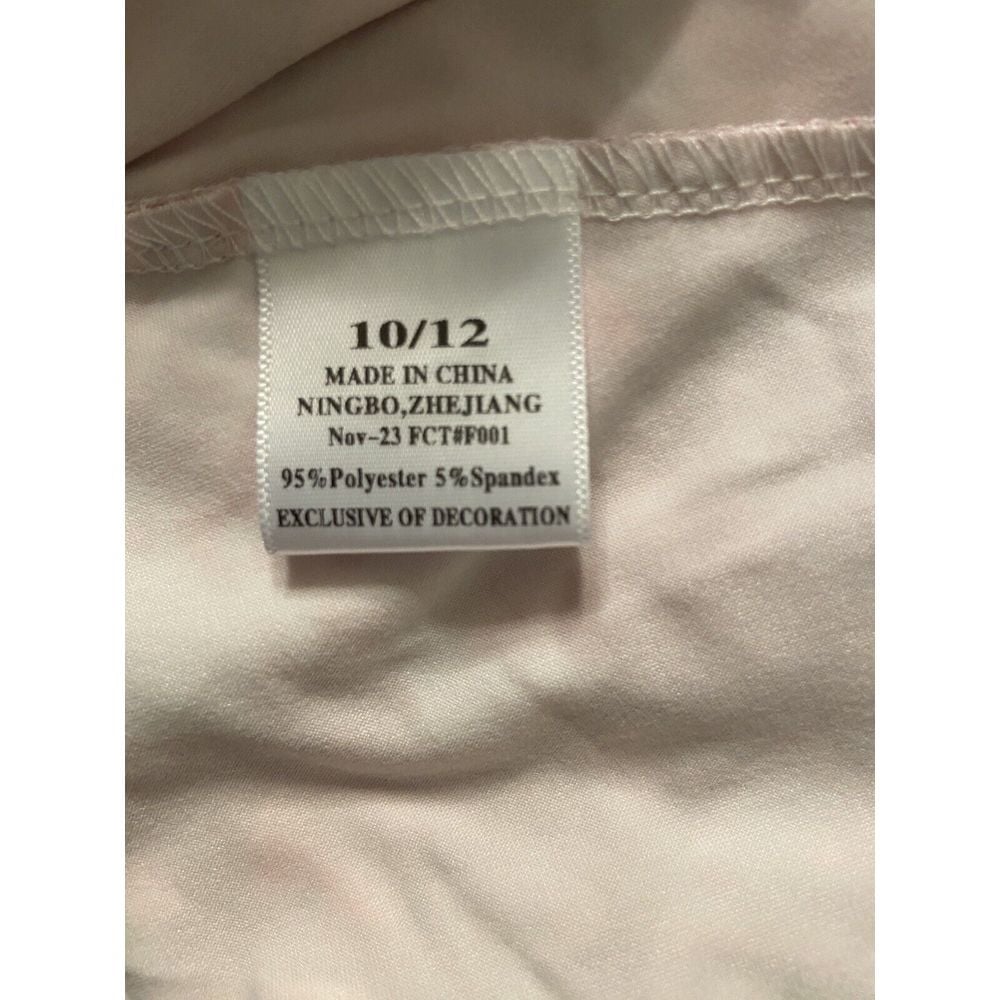 10/12
MADE IN CHINA
NINGBO,ZHEJIANG
Nov-23 FCT#F001
95%Polyester 5%Spandex
EXCLUSIVE OF DECORATION